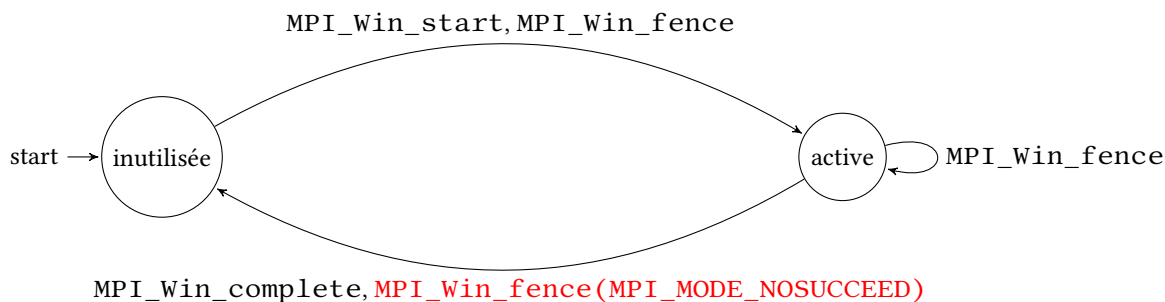 MPI_Win_start, MPI_Win_fence
start
inutilisée
active
MPI_Win_fence
MPI_Win_complete, MPI_Win_fence(MPI_MODE_NOSUCCEED)